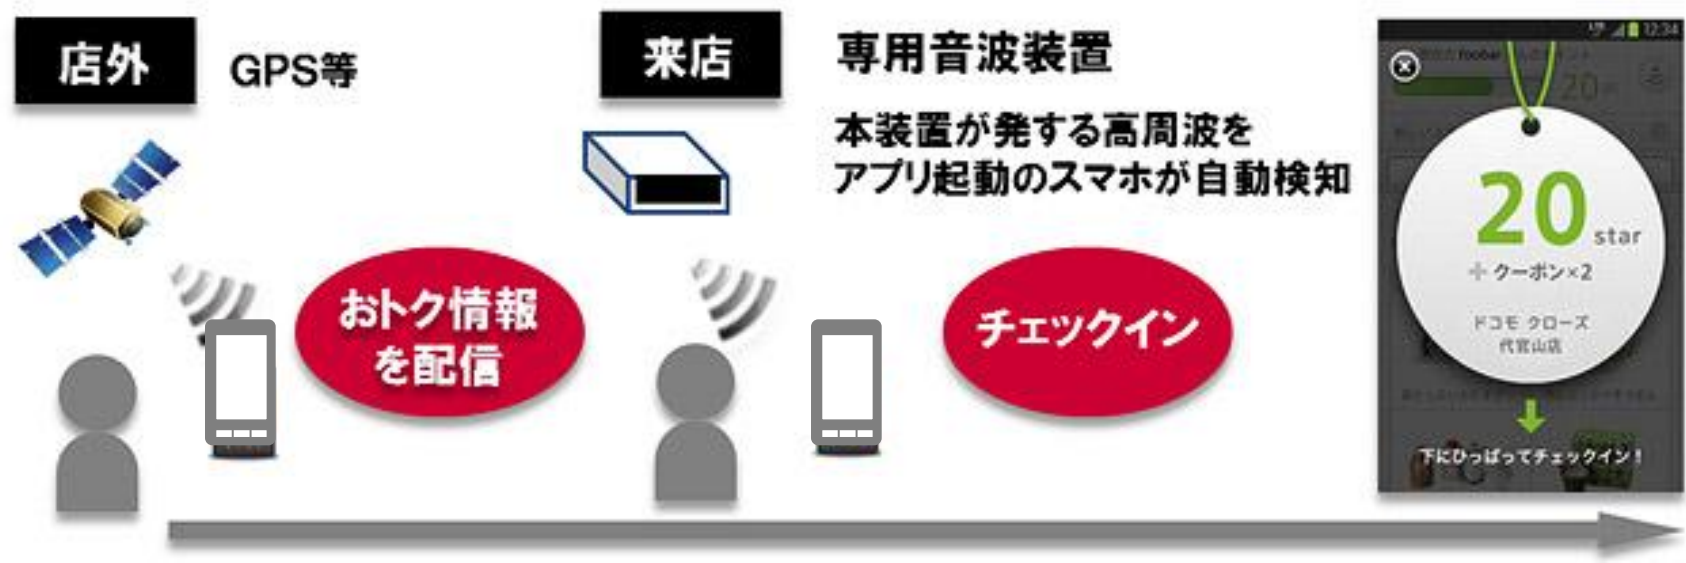 店外
GPS等
おトク情報
を配信
来店
専用音波装置
本装置が発する高周波を
アプリ起動のスマホが自動検知
チェックイン
12:34
20 star
+ クーポン×2
ドコモ クローズ
代官山店
下にひっぱってチェックイン!